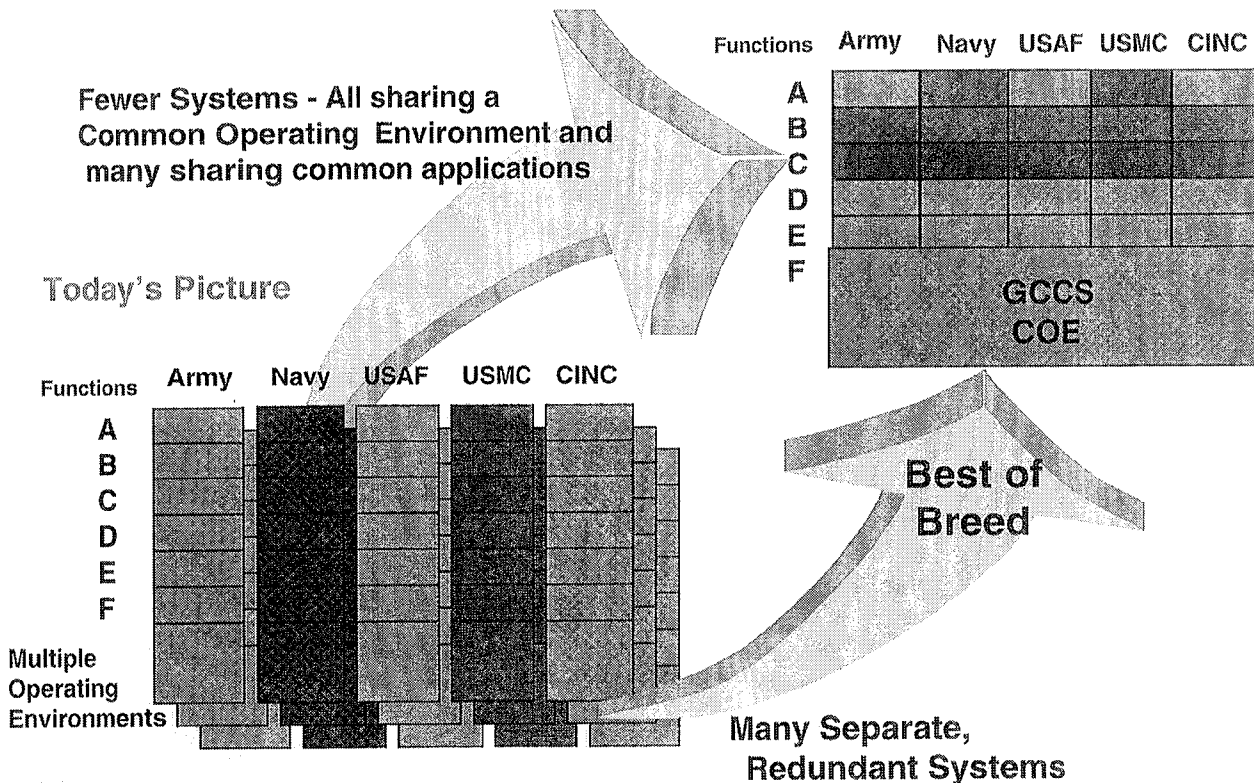 Functions Army Navy USAF USMC CINC
A
B
C
D
E
F
GCCS
COE
Fewer Systems - All sharing a
Common Operating Environment and
many sharing common applications
Today's Picture
Functions Army Navy USAF USMC CINC
A
B
C
D
E
F
Multiple
Operating
Environments
Best of
Breed
Many Separate,
Redundant Systems